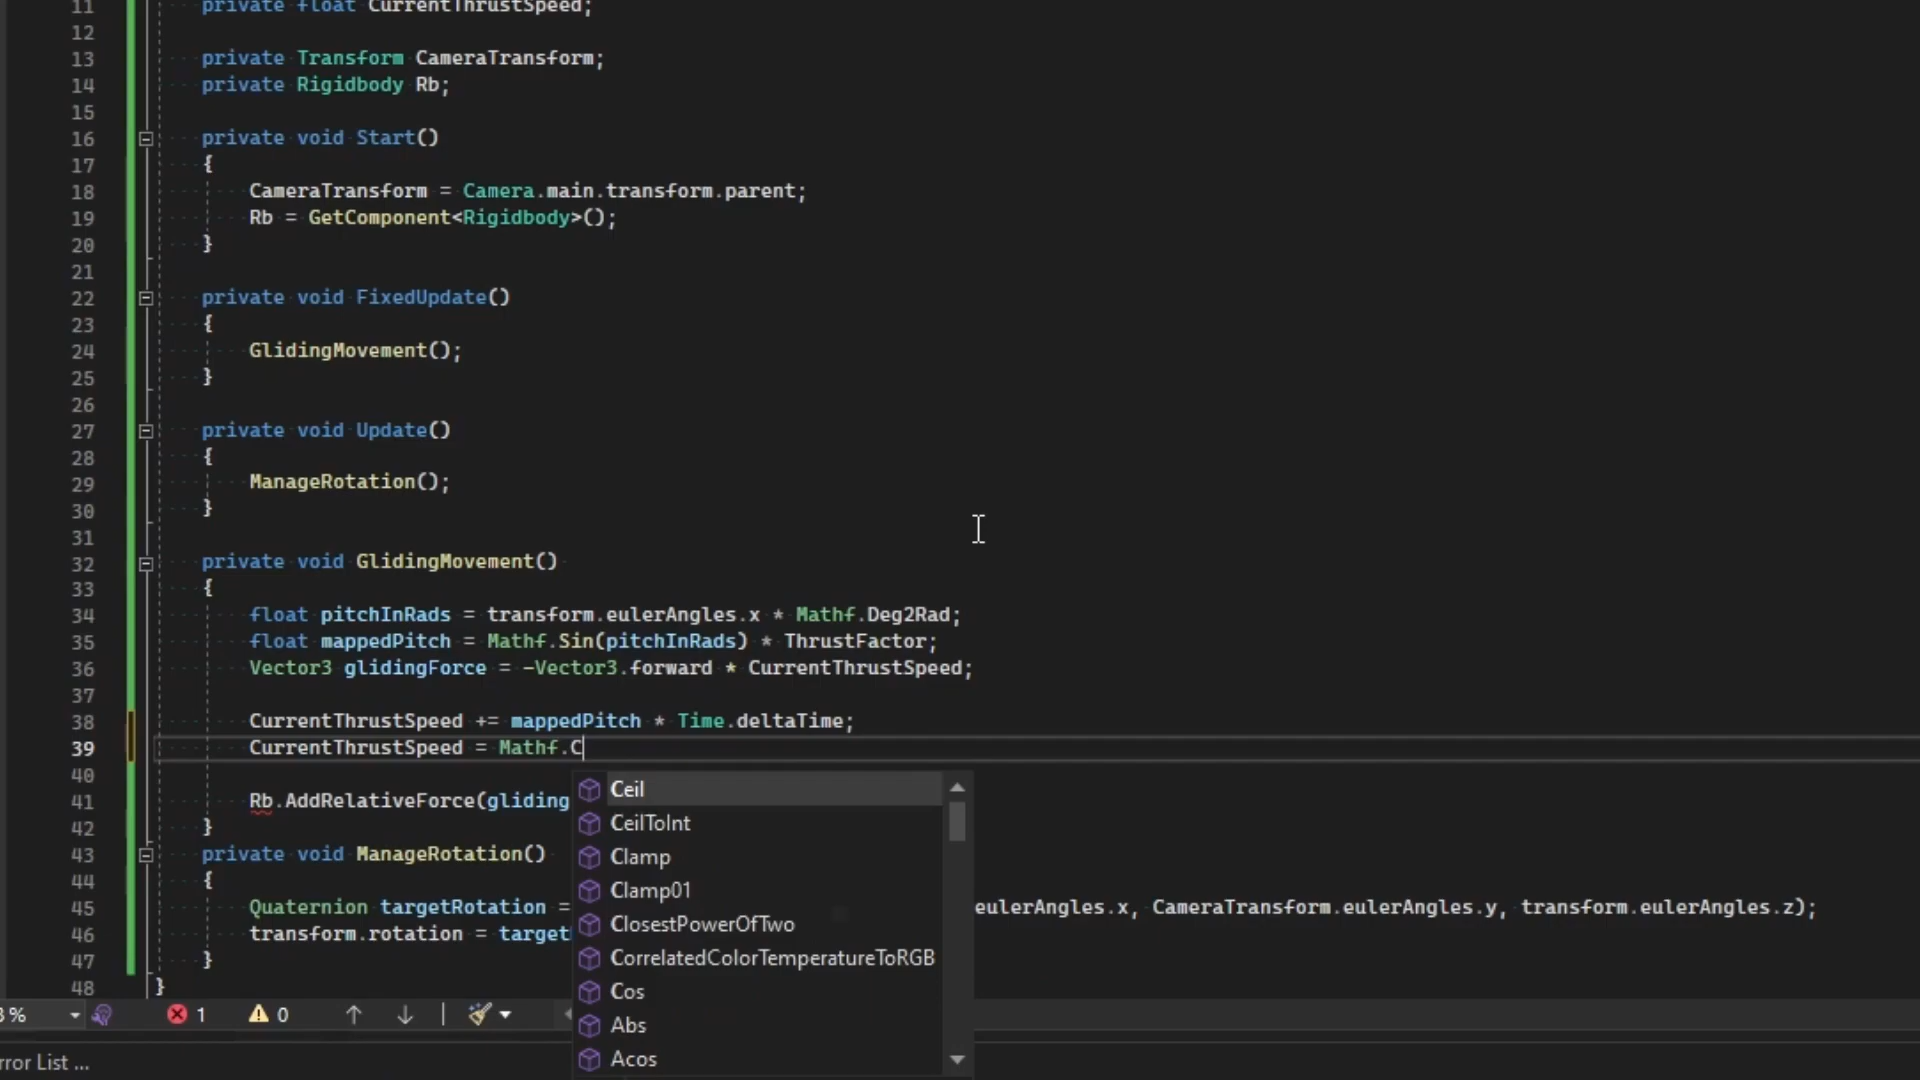 11 private float CurrentThrustSpeed;
12
13 private Transform CameraTransform;
14 private Rigidbody Rb;
15
16 private void Start()
17 {
18 CameraTransform = Camera.main.transform.parent;
19 Rb = GetComponent<Rigidbody>();
20 }
21
22 private void FixedUpdate()
23 {
24 GlidingMovement();
25 }
26
27 private void Update()
28 {
29 ManageRotation();
30 }
31
32 private void GlidingMovement()
33 {
34 float pitchInRads = transform.eulerAngles.x * Mathf.Deg2Rad;
35 float mappedPitch = Mathf.Sin(pitchInRads) * ThrustFactor;
36 Vector3 glidingForce = -Vector3.forward * CurrentThrustSpeed;
37
38 CurrentThrustSpeed += mappedPitch * Time.deltaTime;
39 CurrentThrustSpeed = Mathf.C
40
41 Rb.AddRelativeForce(gliding
42 }
43 private void ManageRotation()
44 {
45 Quaternion targetRotation = eulerAngles.x, CameraTransform.eulerAngles.y, transform.eulerAngles.z);
46 transform.rotation = target
47 }
48 }
Ceil
CeilToInt
Clamp
Clamp01
ClosestPowerOfTwo
CorrelatedColorTemperatureToRGB
Cos
Abs
Acos
% 1 0
rror List ...